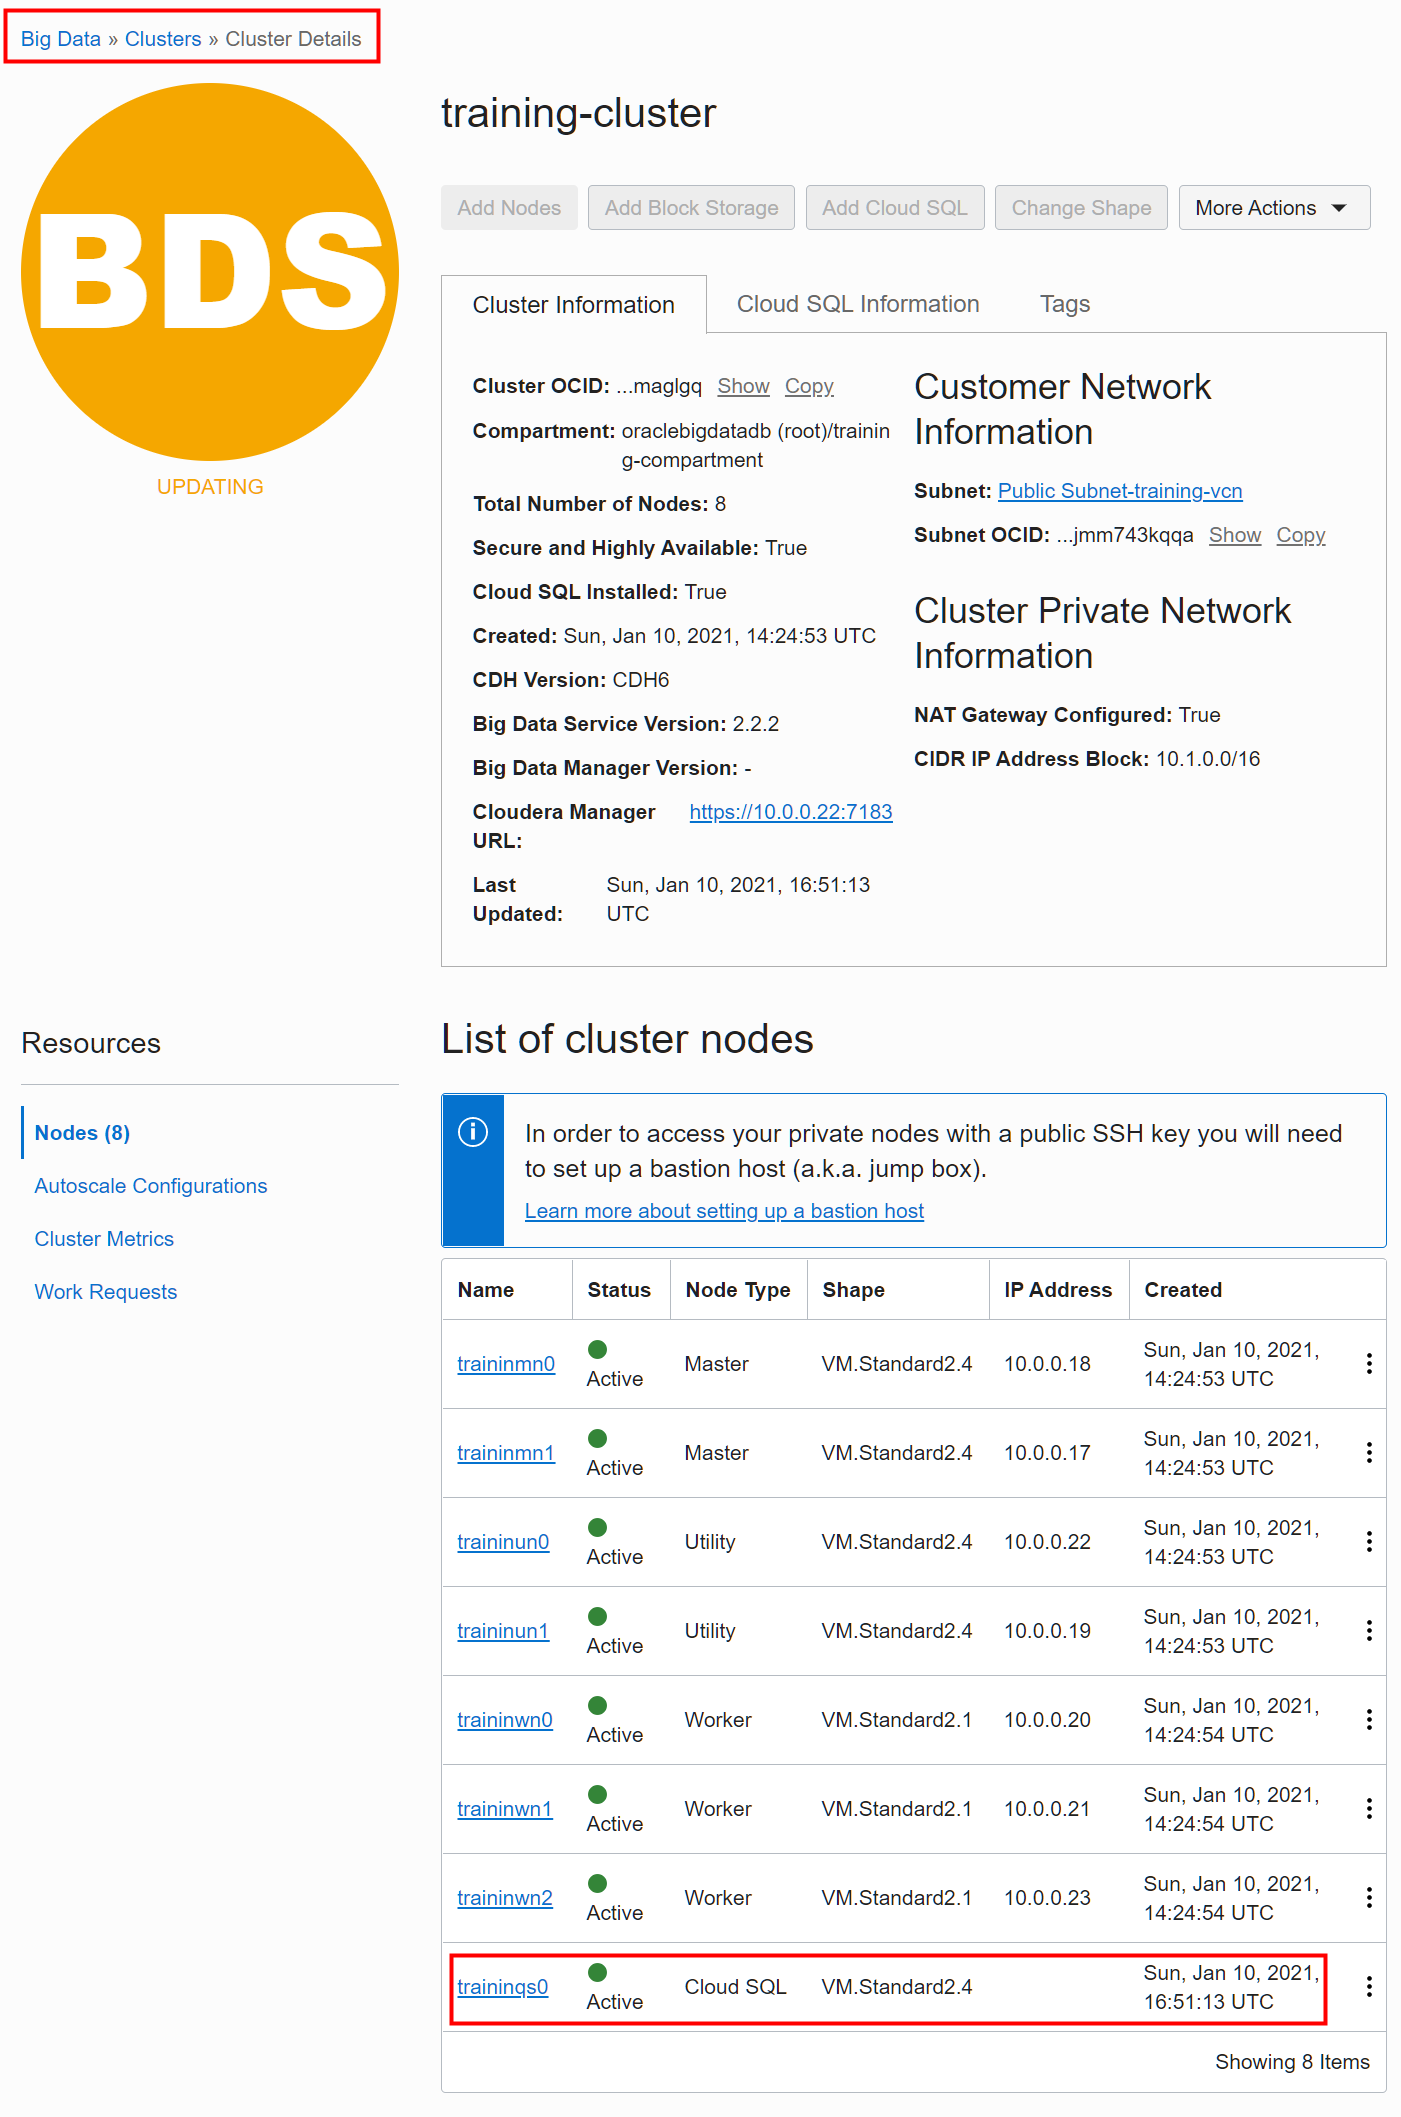 Big Data » Clusters » Cluster Details
BDS
UPDATING
training-cluster
Add Nodes
Add Block Storage
Add Cloud SQL
Change Shape
More Actions
Cluster Information
Cloud SQL Information
Tags
Cluster OCID: ...maglgq Show Copy
Compartment: oraclebigdatadb (root)/trainin
g-compartment
Total Number of Nodes: 8
Secure and Highly Available: True
Cloud SQL Installed: True
Created: Sun, Jan 10, 2021, 14:24:53 UTC
CDH Version: CDH6
Big Data Service Version: 2.2.2
Big Data Manager Version: -
Cloudera Manager https://10.0.0.22:7183
URL:
Last Sun, Jan 10, 2021, 16:51:13
Updated: UTC
Customer Network
Information
Subnet: Public Subnet-training-vcn
Subnet OCID: ...jmm743kqqa Show Copy
Cluster Private Network
Information
NAT Gateway Configured: True
CIDR IP Address Block: 10.1.0.0/16
Resources
Nodes (8)
Autoscale Configurations
Cluster Metrics
Work Requests
List of cluster nodes
In order to access your private nodes with a public SSH key you will need
to set up a bastion host (a.k.a. jump box).
Learn more about setting up a bastion host
Name Status Node Type Shape IP Address Created
traininmn0 Active Master VM.Standard2.4 10.0.0.18 Sun, Jan 10, 2021,
14:24:53 UTC
traininmn1 Active Master VM.Standard2.4 10.0.0.17 Sun, Jan 10, 2021,
14:24:53 UTC
traininun0 Active Utility VM.Standard2.4 10.0.0.22 Sun, Jan 10, 2021,
14:24:53 UTC
traininun1 Active Utility VM.Standard2.4 10.0.0.19 Sun, Jan 10, 2021,
14:24:53 UTC
traininwn0 Active Worker VM.Standard2.1 10.0.0.20 Sun, Jan 10, 2021,
14:24:54 UTC
traininwn1 Active Worker VM.Standard2.1 10.0.0.21 Sun, Jan 10, 2021,
14:24:54 UTC
traininwn2 Active Worker VM.Standard2.1 10.0.0.23 Sun, Jan 10, 2021,
14:24:54 UTC
traininqs0 Active Cloud SQL VM.Standard2.4 Sun, Jan 10, 2021,
16:51:13 UTC
Showing 8 Items